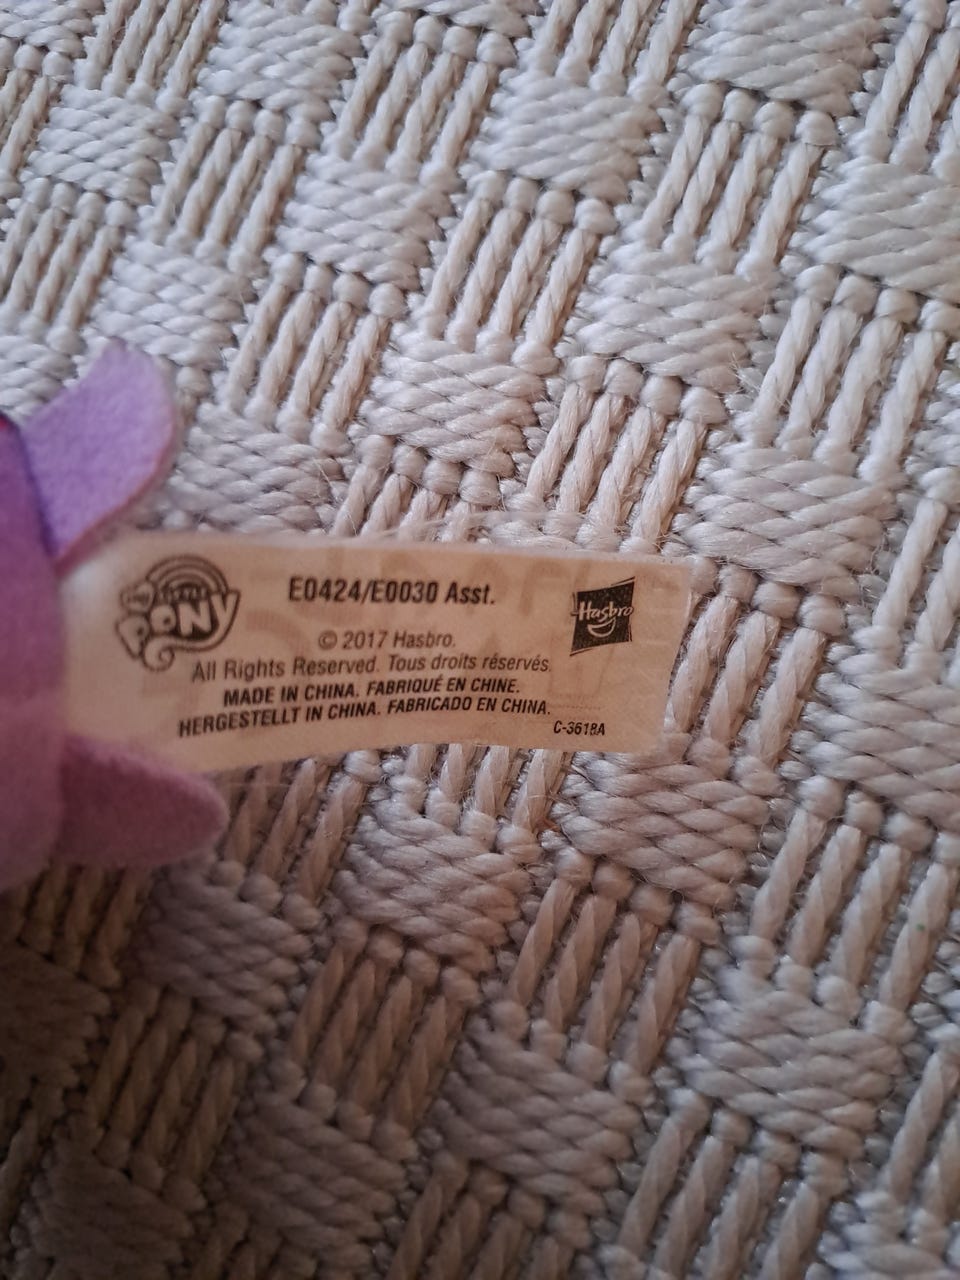 MY LITTLE
PONY
E0424/E0030 Asst.
Hasbro
© 2017 Hasbro.
All Rights Reserved. Tous droits réservés.
MADE IN CHINA. FABRIQUÉ EN CHINE.
HERGESTELLT IN CHINA. FABRICADO EN CHINA.
C-3618A